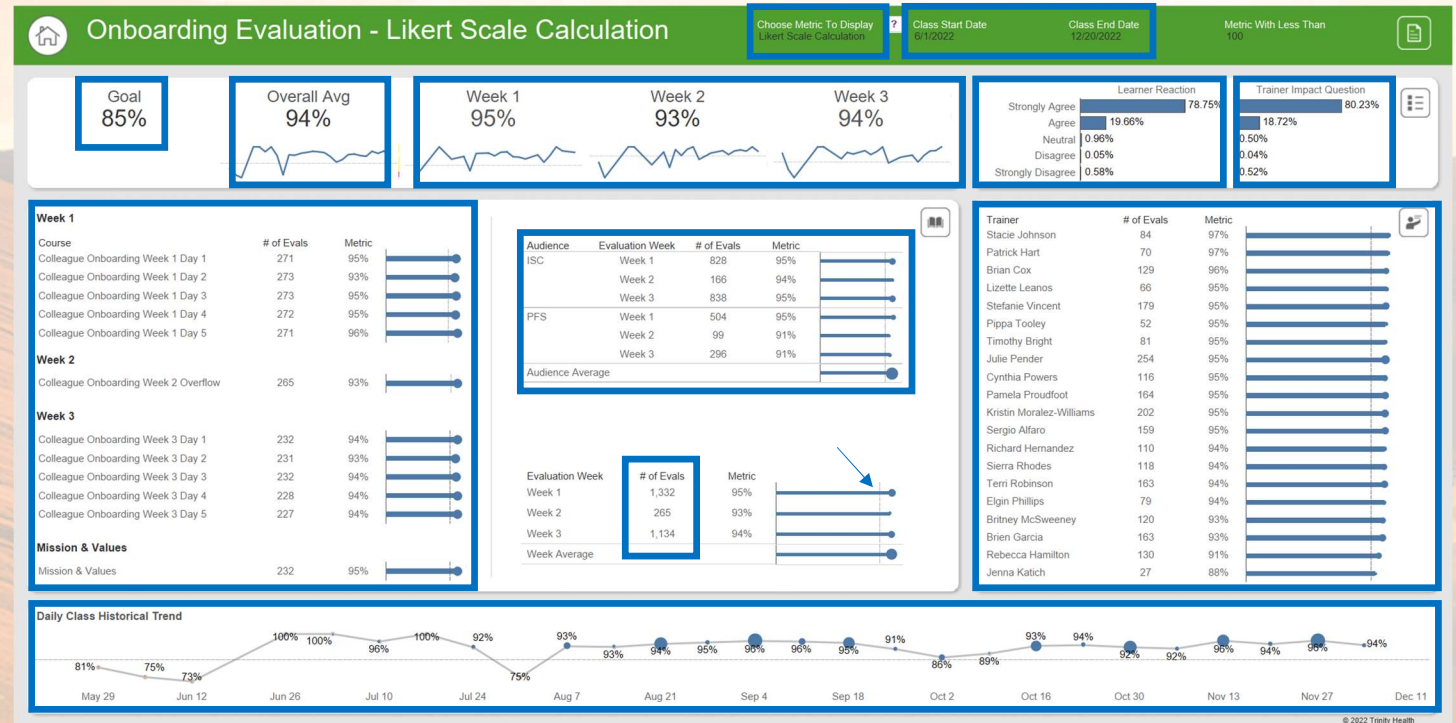 Onboarding Evaluation - Likert Scale Calculation
Choose Metric To Display ? Class Start Date Class End Date Metric With Less Than
Likert Scale Calculation 6/1/2022 12/20/2022 100
Goal Overall Avg Week 1 Week 2 Week 3
85% 94% 95% 93% 94%
Learner Reaction Trainer Impact Question
Strongly Agree 78.75% 80.23%
Agree 19.66% 18.72%
Neutral 0.96% 0.50%
Disagree 0.05% 0.04%
Strongly Disagree 0.58% 0.52%
Week 1
Course # of Evals Metric
Colleague Onboarding Week 1 Day 1 271 95%
Colleague Onboarding Week 1 Day 2 273 93%
Colleague Onboarding Week 1 Day 3 273 95%
Colleague Onboarding Week 1 Day 4 272 95%
Colleague Onboarding Week 1 Day 5 271 96%
Week 2
Colleague Onboarding Week 2 Overflow 265 93%
Week 3
Colleague Onboarding Week 3 Day 1 232 94%
Colleague Onboarding Week 3 Day 2 231 93%
Colleague Onboarding Week 3 Day 3 232 94%
Colleague Onboarding Week 3 Day 4 228 94%
Colleague Onboarding Week 3 Day 5 227 94%
Mission & Values
Mission & Values 232 95%
Audience Evaluation Week # of Evals Metric
ISC Week 1 828 95%
Week 2 166 94%
Week 3 838 95%
PFS Week 1 504 95%
Week 2 99 91%
Week 3 296 91%
Audience Average
Evaluation Week # of Evals Metric
Week 1 1,332 95%
Week 2 265 93%
Week 3 1,134 94%
Week Average
Trainer # of Evals Metric
Stacie Johnson 84 97%
Patrick Hart 70 97%
Brian Cox 129 96%
Lizette Leanos 66 95%
Stefanie Vincent 179 95%
Pippa Tooley 52 95%
Timothy Bright 81 95%
Julie Pender 254 95%
Cynthia Powers 116 95%
Pamela Proudfoot 164 95%
Kristin Moralez-Williams 202 95%
Sergio Alfaro 159 95%
Richard Hernandez 110 94%
Sierra Rhodes 118 94%
Terri Robinson 163 94%
Elgin Phillips 79 94%
Britney McSweeney 120 93%
Brien Garcia 163 93%
Rebecca Hamilton 130 91%
Jenna Katich 27 88%
Daily Class Historical Trend
81% 75% 73% 100% 100% 96% 100% 92% 75% 93% 93% 94% 95% 96% 96% 95% 91% 86% 89% 93% 94% 92% 92% 96% 94% 96% 94%
May 29 Jun 12 Jun 26 Jul 10 Jul 24 Aug 7 Aug 21 Sep 4 Sep 18 Oct 2 Oct 16 Oct 30 Nov 13 Nov 27 Dec 11
© 2022 Trinity Health